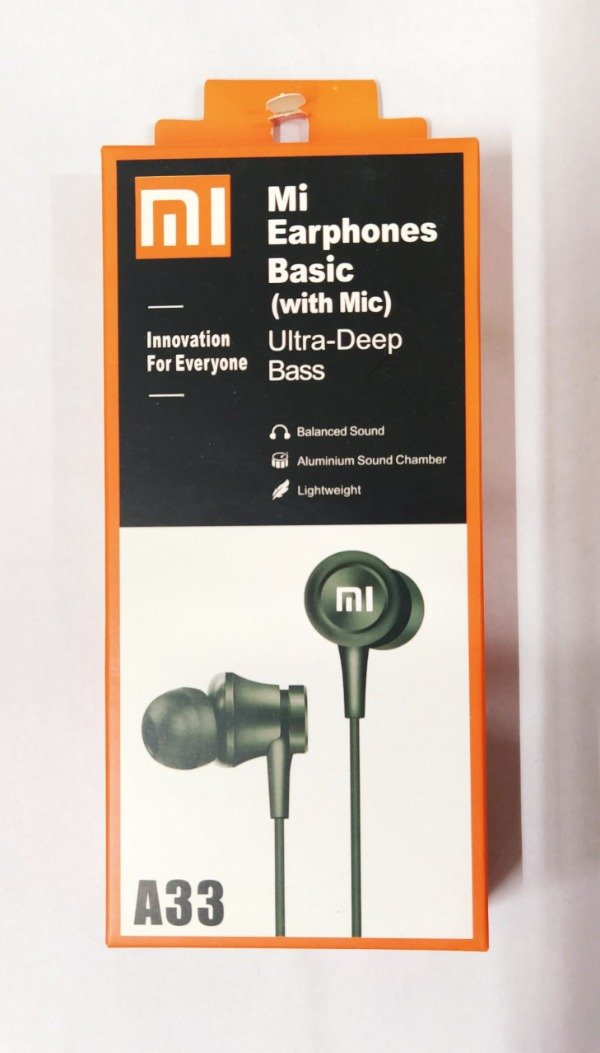 mi
Mi
Earphones
Basic
(with Mic)
Innovation
For Everyone
Ultra-Deep
Bass
Balanced Sound
Aluminium Sound Chamber
Lightweight
mi
A33